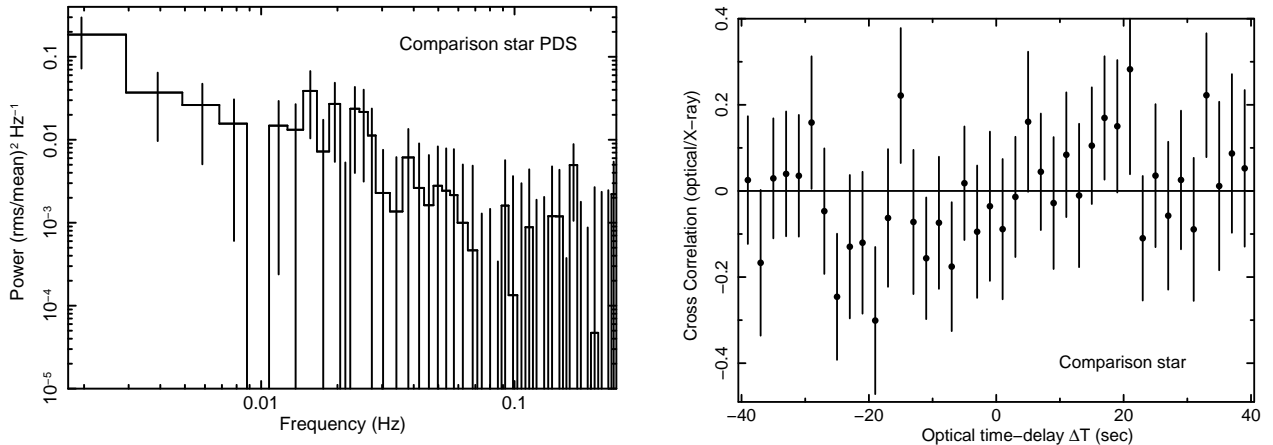 Comparison star PDS
Power (rms/mean)² Hz⁻¹
0.1
0.01
10⁻³
10⁻⁴
10⁻⁵
0.01
0.1
Frequency (Hz)
Cross Correlation (optical/X−ray)
0.4
0.2
0
−0.2
−0.4
Comparison star
−40
−20
0
20
40
Optical time−delay ΔT (sec)